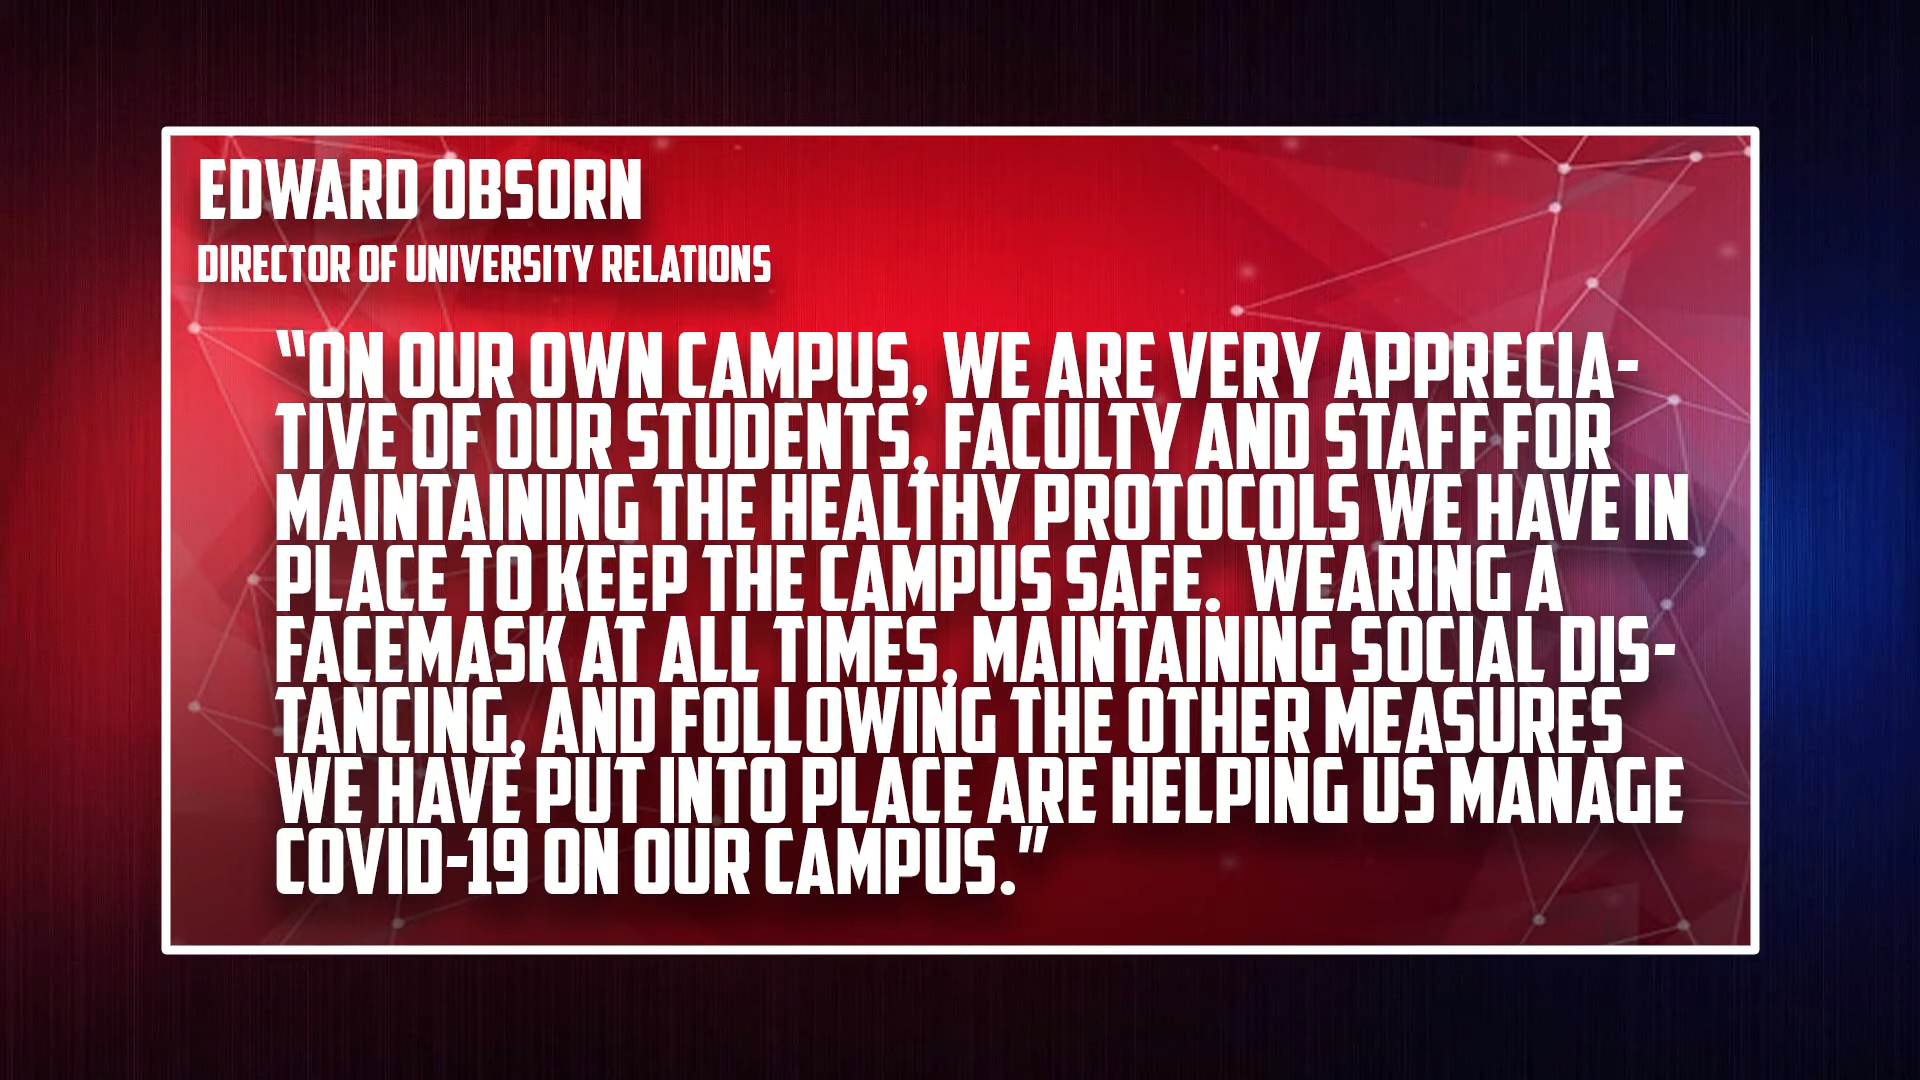 EDWARD OBSORN
DIRECTOR OF UNIVERSITY RELATIONS
"ON OUR OWN CAMPUS, WE ARE VERY APPRECIA-
TIVE OF OUR STUDENTS, FACULTY AND STAFF FOR
MAINTAINING THE HEALTHY PROTOCOLS WE HAVE IN
PLACE TO KEEP THE CAMPUS SAFE. WEARING A
FACEMASK AT ALL TIMES, MAINTAINING SOCIAL DIS-
TANCING, AND FOLLOWING THE OTHER MEASURES
WE HAVE PUT INTO PLACE ARE HELPING US MANAGE
COVID-19 ON OUR CAMPUS."